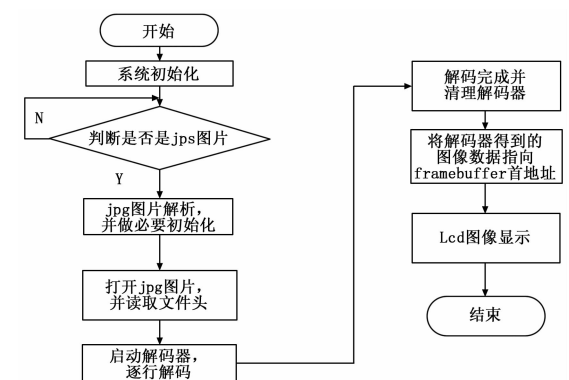 开始
系统初始化
N
判断是否是jps图片
Y
jpg图片解析，
并做必要初始化
打开jpg图片，
并读取文件头
启动解码器，
逐行解码
解码完成并
清理解码器
将解码器得到的
图像数据指向
framebuffer首地址
Lcd图像显示
结束